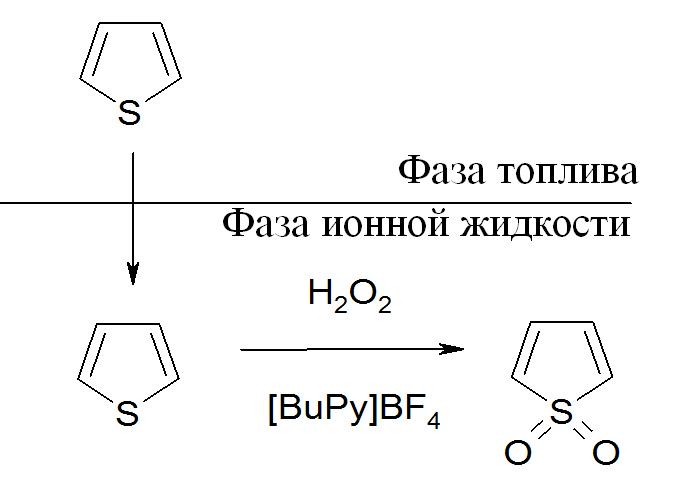 S
Фаза топлива
Фаза ионной жидкости
H₂O₂
[BuPy]BF₄
S
S
O O